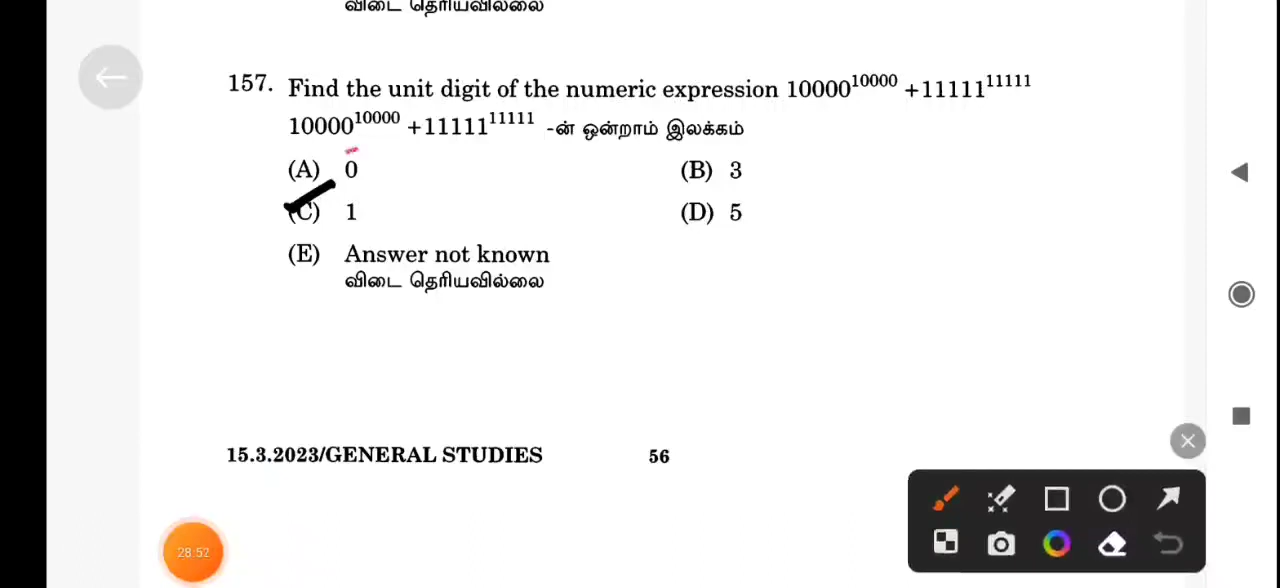 விடை தெரியவில்லை
157. Find the unit digit of the numeric expression 10000^10000 +11111^11111
10000^10000 +11111^11111 -ன் ஒன்றாம் இலக்கம்
(A) 0 (B) 3
(C) 1 (D) 5
(E) Answer not known
விடை தெரியவில்லை
15.3.2023/GENERAL STUDIES 56
28:52